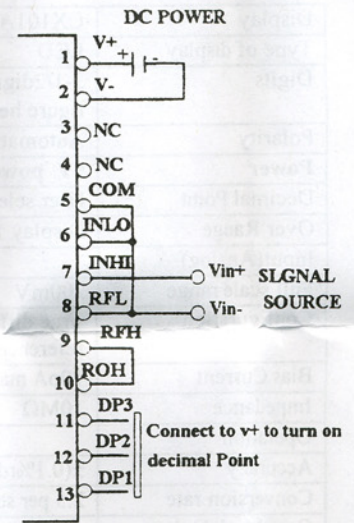 DC POWER
1 V+ + -
2 V-
3 NC
4 NC
5 COM
6 INLO
7 INHI Vin+ SLGNAL
8 RFL Vin- SOURCE
9 RFH
10 ROH
11 DP3
12 DP2
13 DP1
Connect to v+ to turn on
decimal Point